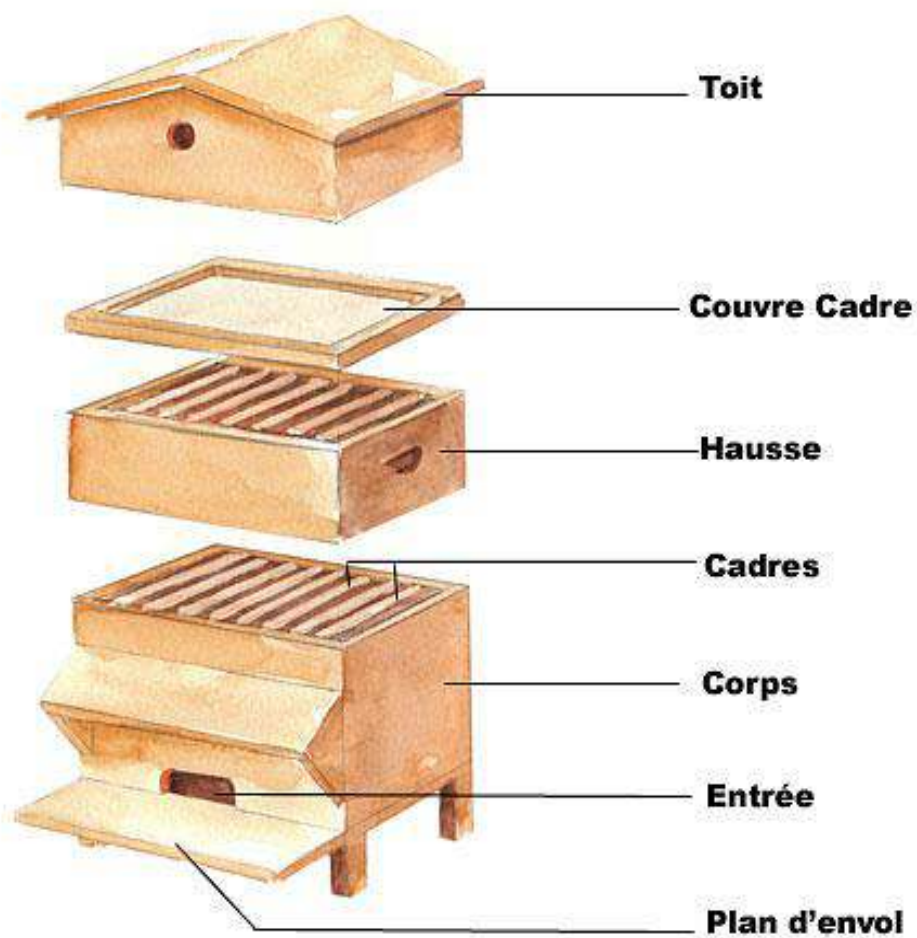 Toit
Couvre Cadre
Hausse
Cadres
Corps
Entrée
Plan d'envol